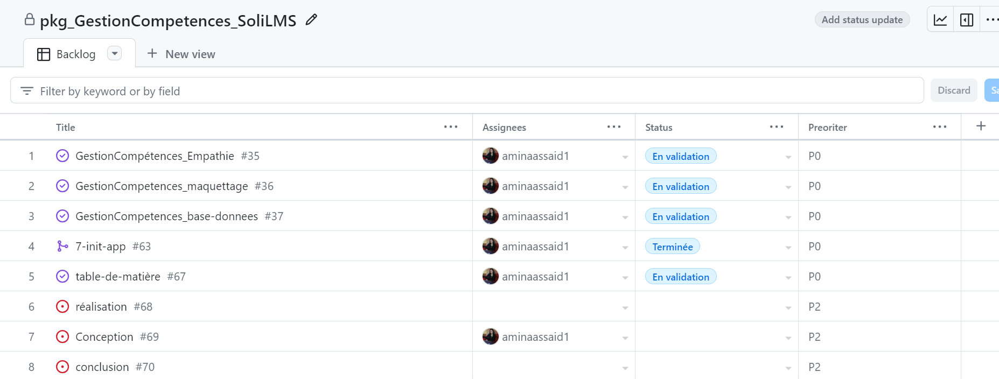 pkg_GestionCompetences_SoliLMS
Add status update
Backlog
New view
Filter by keyword or by field
Discard
Sa
Title Assignees Status Preoriter
1 GestionCompétences_Empathie #35 aminaassaid1 En validation P0
2 GestionCompetences_maquettage #36 aminaassaid1 En validation P0
3 GestionCompetences_base-donnees #37 aminaassaid1 En validation P0
4 7-init-app #63 aminaassaid1 Terminée P0
5 table-de-matière #67 aminaassaid1 En validation P0
6 réalisation #68 P2
7 Conception #69 aminaassaid1 P2
8 conclusion #70 P2